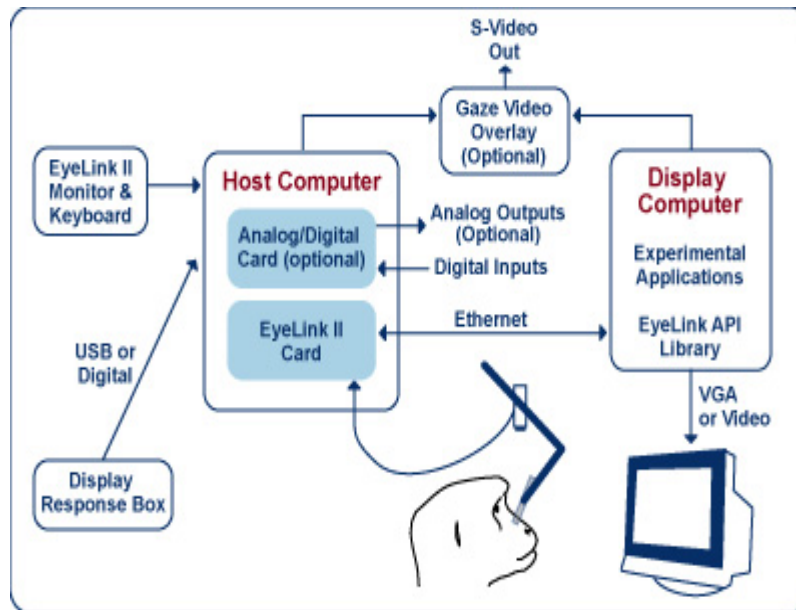 S-Video
Out
Gaze Video
Overlay
(Optional)
EyeLink II
Monitor &
Keyboard
Host Computer
Analog/Digital
Card (optional)
Analog Outputs
(Optional)
Digital Inputs
EyeLink II
Card
Ethernet
Display
Computer
Experimental
Applications
EyeLink API
Library
USB or
Digital
VGA
or Video
Display
Response Box